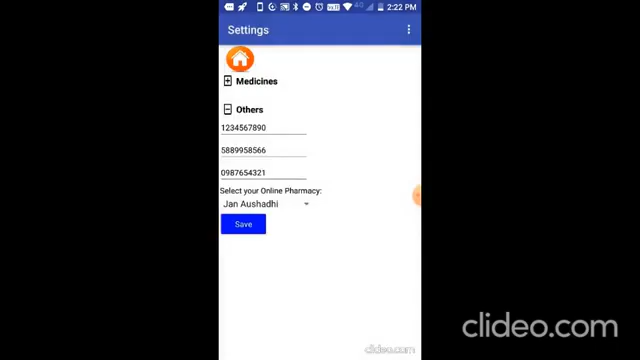 2:22 PM
Settings
Medicines
Others
1234567890
5889958566
0987654321
Select your Online Pharmacy:
Jan Aushadhi
Save
clideo.com
clideo.com